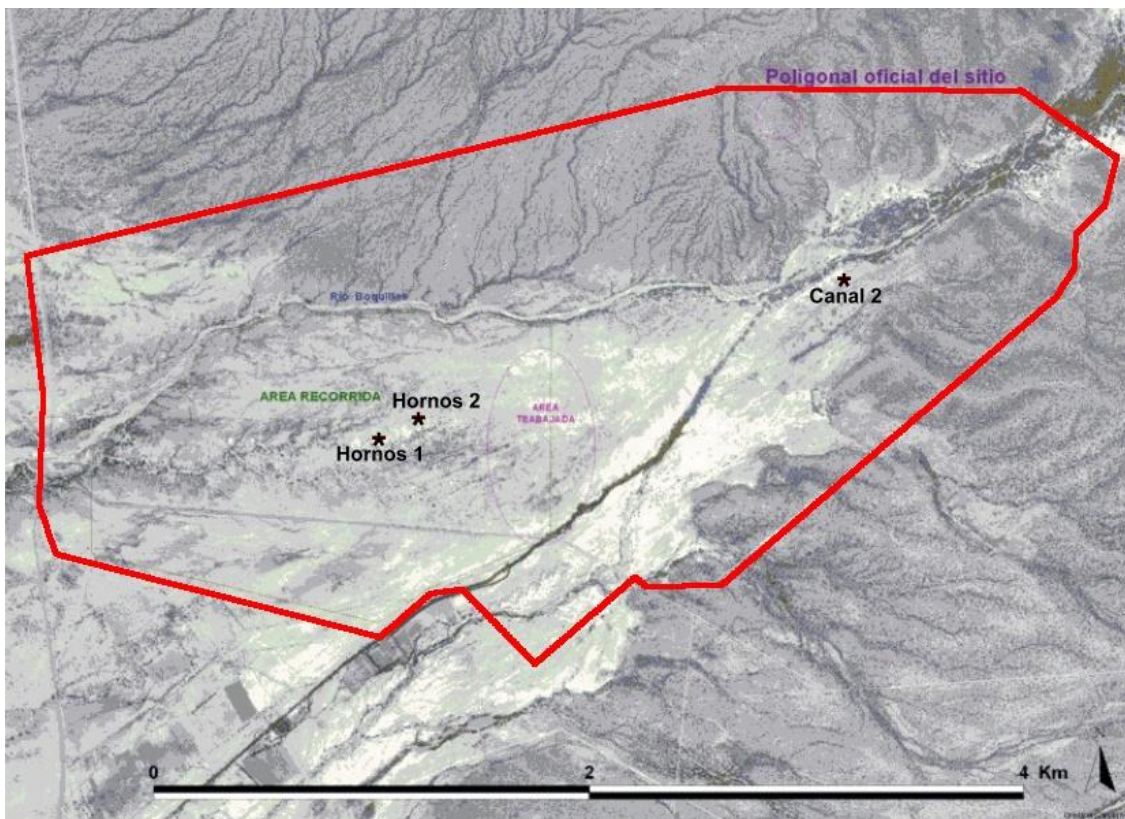 Poligonal oficial del sitio
Canal 2
Río Boquillas
AREA RECORRIDA
Hornos 2
AREA
TRABAJADA
Hornos 1
N
0 2 4 Km